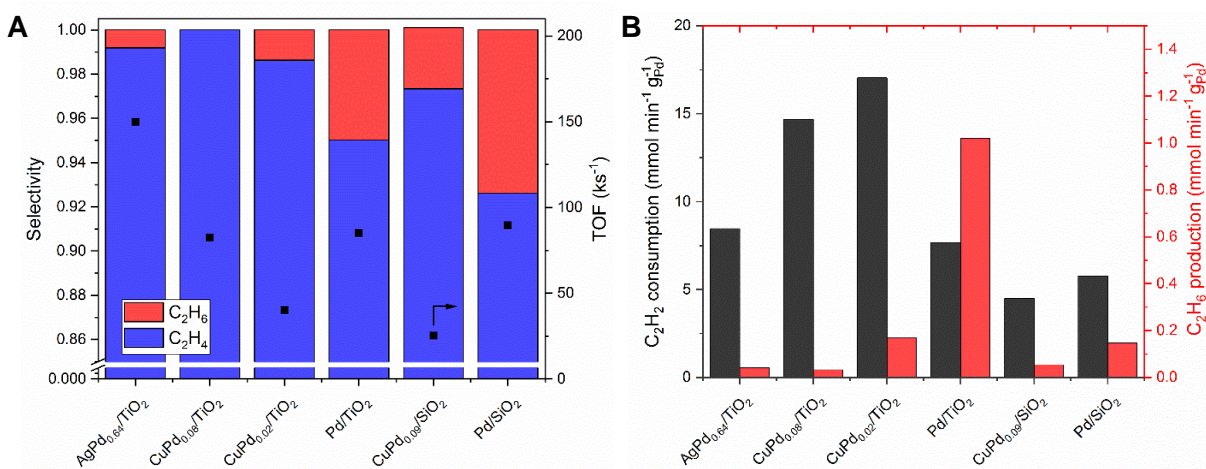 A
Selectivity
1.00
0.98
0.96
0.94
0.92
0.90
0.88
0.86
0.000
C₂H₆
C₂H₄
200
150
100
50
0
TOF (ks⁻¹)
AgPd₀.₆₄/TiO₂
CuPd₀.₀₈/TiO₂
CuPd₀.₀₂/TiO₂
Pd/TiO₂
CuPd₀.₀₉/SiO₂
Pd/SiO₂
B
C₂H₂ consumption (mmol min⁻¹ g⁻¹Pd)
20
15
10
5
0
1.4
1.2
1.0
0.8
0.6
0.4
0.2
0.0
C₂H₆ production (mmol min⁻¹ g⁻¹Pd)
AgPd₀.₆₄/TiO₂
CuPd₀.₀₈/TiO₂
CuPd₀.₀₂/TiO₂
Pd/TiO₂
CuPd₀.₀₉/SiO₂
Pd/SiO₂